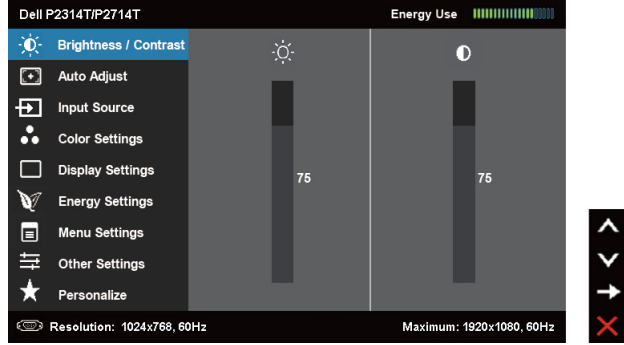 Dell P2314T/P2714T Energy Use
Brightness / Contrast
Auto Adjust
Input Source
Color Settings
Display Settings
75 75
Energy Settings
Menu Settings
Other Settings
Personalize
Resolution: 1024x768, 60Hz Maximum: 1920x1080, 60Hz